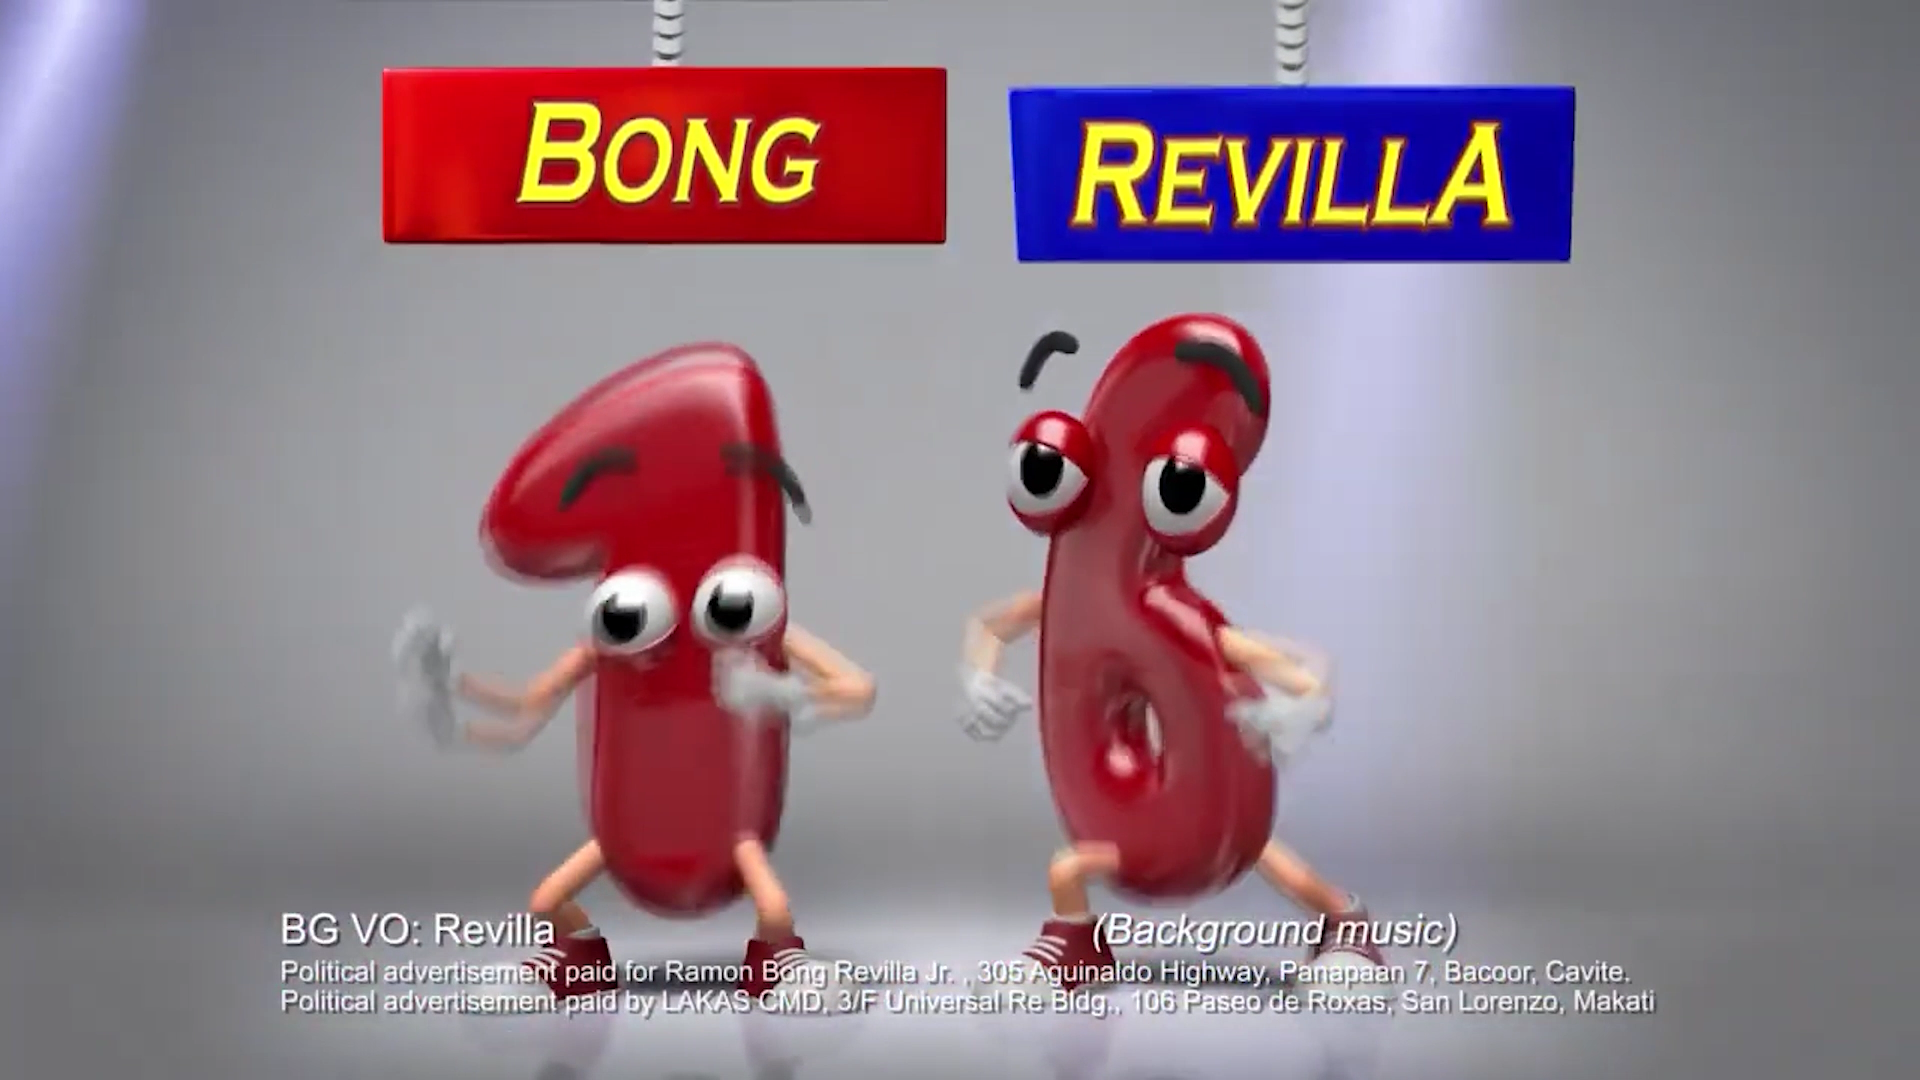 BONG
REVILLA
BG VO: Revilla
(Background music)
Political advertisement paid for Ramon Bong Revilla Jr. , 305 Aguinaldo Highway, Panapaan 7, Bacoor, Cavite.
Political advertisement paid by LAKAS CMD, 3/F Universal Re Bldg., 106 Paseo de Roxas, San Lorenzo, Makati